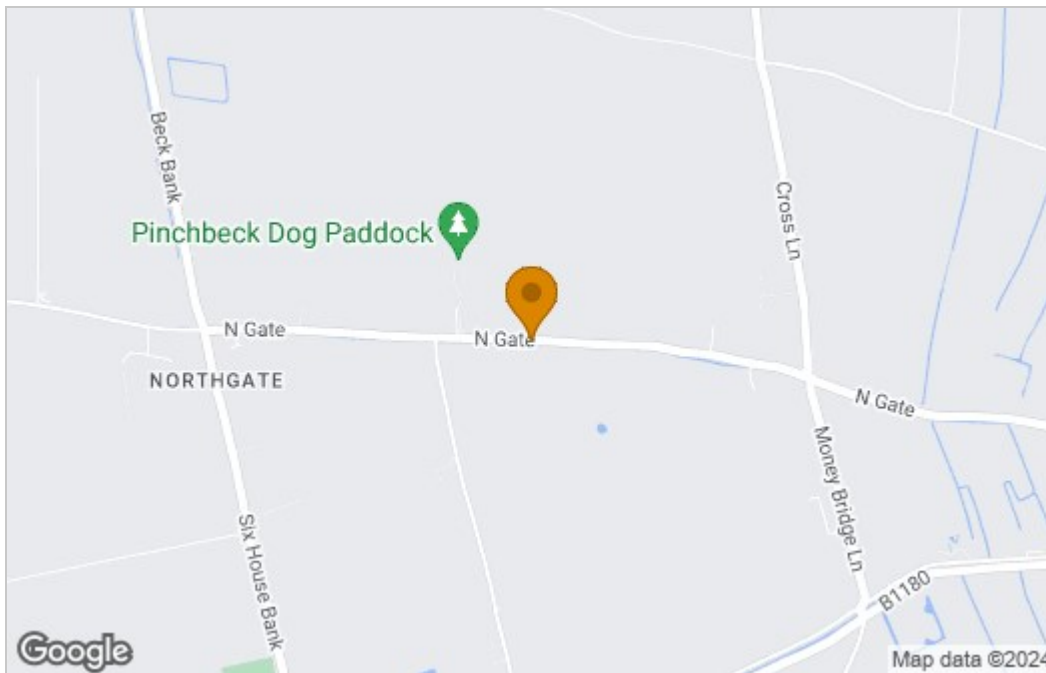 Beck Bank
Cross Ln
Pinchbeck Dog Paddock
N Gate
N Gate
NORTHGATE
N Gate
Money Bridge Ln
Six House Bank
B1180
Google
Map data ©2024